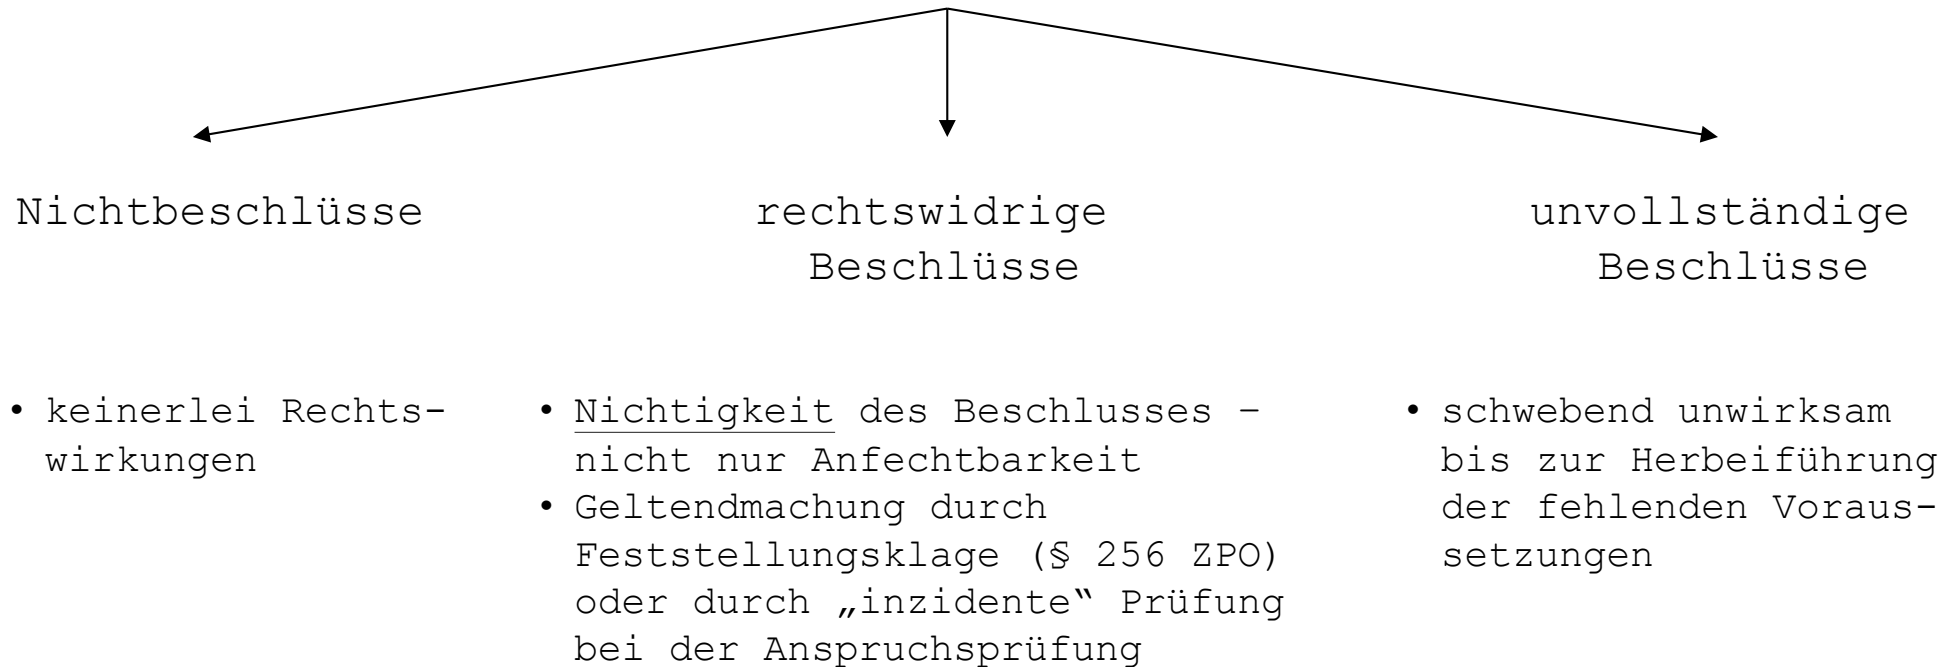 Nichtbeschlüsse
rechtswidrige
Beschlüsse
unvollständige
Beschlüsse
• keinerlei Rechts-
wirkungen
• Nichtigkeit des Beschlusses –
nicht nur Anfechtbarkeit
• Geltendmachung durch
Feststellungsklage (§ 256 ZPO)
oder durch „inzidente“ Prüfung
bei der Anspruchsprüfung
• schwebend unwirksam
bis zur Herbeiführung
der fehlenden Voraus-
setzungen